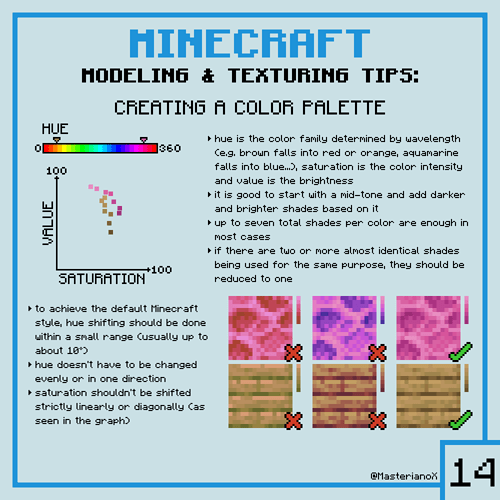 MINECRAFT
MODELING & TEXTURING TIPS:
CREATING A COLOR PALETTE
HUE
0 360
100
VALUE
SATURATION 100
hue is the color family determined by wavelength
(e.g. brown falls into red or orange, aquamarine
falls into blue...), saturation is the color intensity
and value is the brightness
it is good to start with a mid-tone and add darker
and brighter shades based on it
up to seven total shades per color are enough in
most cases
if there are two or more almost identical shades
being used for the same purpose, they should be
reduced to one
to achieve the default Minecraft
style, hue shifting should be done
within a small range (usually up to
about 10°)
hue doesn't have to be changed
evenly or in one direction
saturation shouldn't be shifted
strictly linearly or diagonally (as
seen in the graph)
@MasterianoX
14